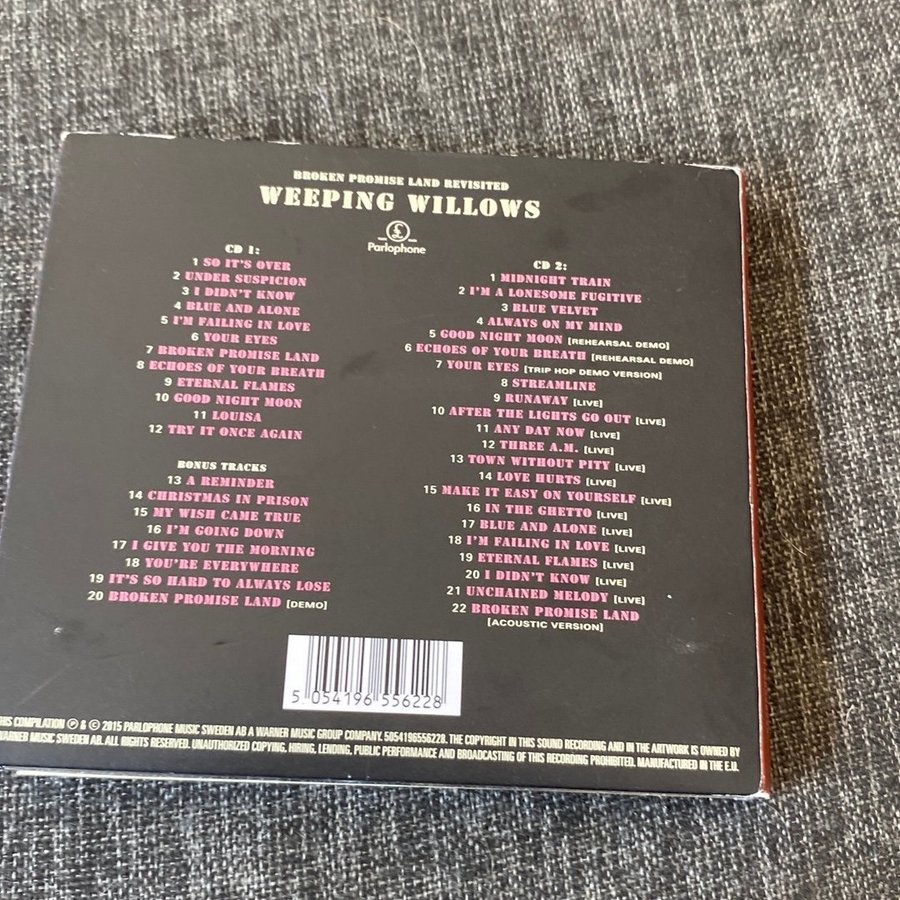 BROKEN PROMISE LAND REVISITED
WEEPING WILLOWS
£
Parlophone
CD 1:
1 SO IT'S OVER
2 UNDER SUSPICION
3 I DIDN'T KNOW
4 BLUE AND ALONE
5 I'M FAILING IN LOVE
6 YOUR EYES
7 BROKEN PROMISE LAND
8 ECHOES OF YOUR BREATH
9 ETERNAL FLAMES
10 GOOD NIGHT MOON
11 LOUISA
12 TRY IT ONCE AGAIN
BONUS TRACKS
13 A REMINDER
14 CHRISTMAS IN PRISON
15 MY WISH CAME TRUE
16 I'M GOING DOWN
17 I GIVE YOU THE MORNING
18 YOU'RE EVERYWHERE
19 IT'S SO HARD TO ALWAYS LOSE
20 BROKEN PROMISE LAND [DEMO]
CD 2:
1 MIDNIGHT TRAIN
2 I'M A LONESOME FUGITIVE
3 BLUE VELVET
4 ALWAYS ON MY MIND
5 GOOD NIGHT MOON [REHEARSAL DEMO]
6 ECHOES OF YOUR BREATH [REHEARSAL DEMO]
7 YOUR EYES [TRIP HOP DEMO VERSION]
8 STREAMLINE
9 RUNAWAY [LIVE]
10 AFTER THE LIGHTS GO OUT [LIVE]
11 ANY DAY NOW [LIVE]
12 THREE A.M. [LIVE]
13 TOWN WITHOUT PITY [LIVE]
14 LOVE HURTS [LIVE]
15 MAKE IT EASY ON YOURSELF [LIVE]
16 IN THE GHETTO [LIVE]
17 BLUE AND ALONE [LIVE]
18 I'M FAILING IN LOVE [LIVE]
19 ETERNAL FLAMES [LIVE]
20 I DIDN'T KNOW [LIVE]
21 UNCHAINED MELODY [LIVE]
22 BROKEN PROMISE LAND
[ACOUSTIC VERSION]
5 054196 556228
HIS COMPILATION ℗ & © 2015 PARLOPHONE MUSIC SWEDEN AB A WARNER MUSIC GROUP COMPANY. 5054196556228. THE COPYRIGHT IN THIS SOUND RECORDING AND IN THE ARTWORK IS OWNED BY
WARNER MUSIC SWEDEN AB. ALL RIGHTS RESERVED. UNAUTHORIZED COPYING, HIRING, LENDING, PUBLIC PERFORMANCE AND BROADCASTING OF THIS RECORDING PROHIBITED. MANUFACTURED IN THE E.U.